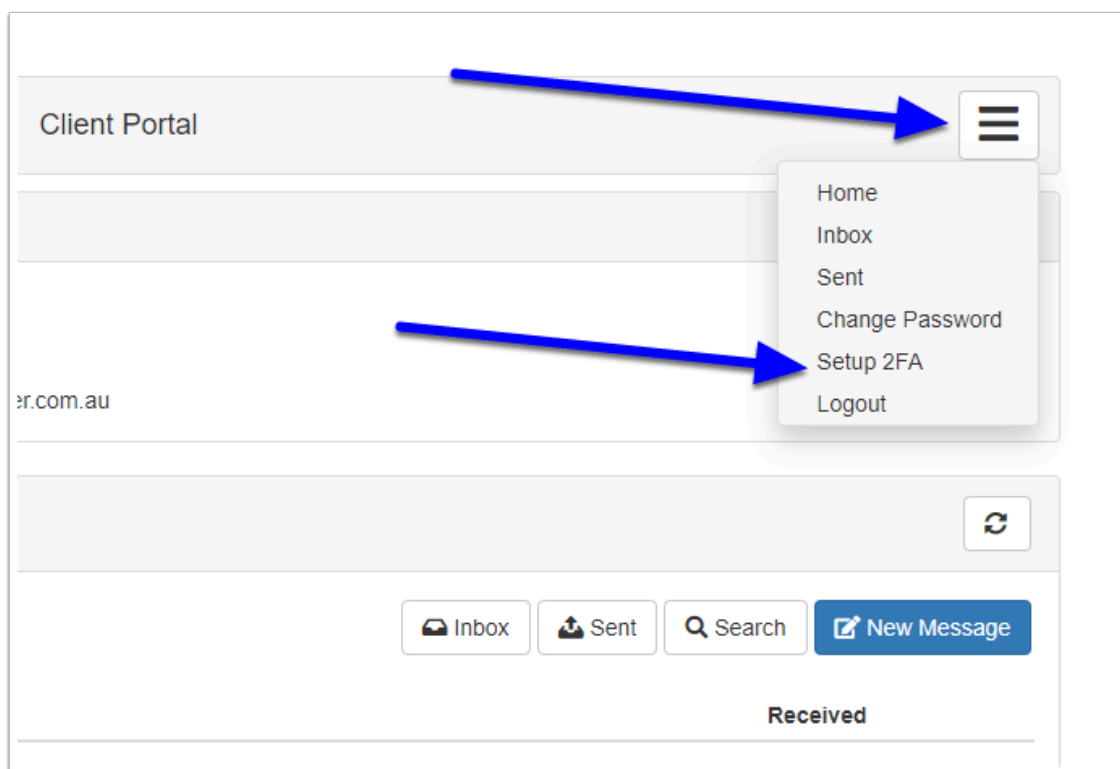 Client Portal
Home
Inbox
Sent
Change Password
Setup 2FA
Logout
er.com.au
Inbox
Sent
Search
New Message
Received